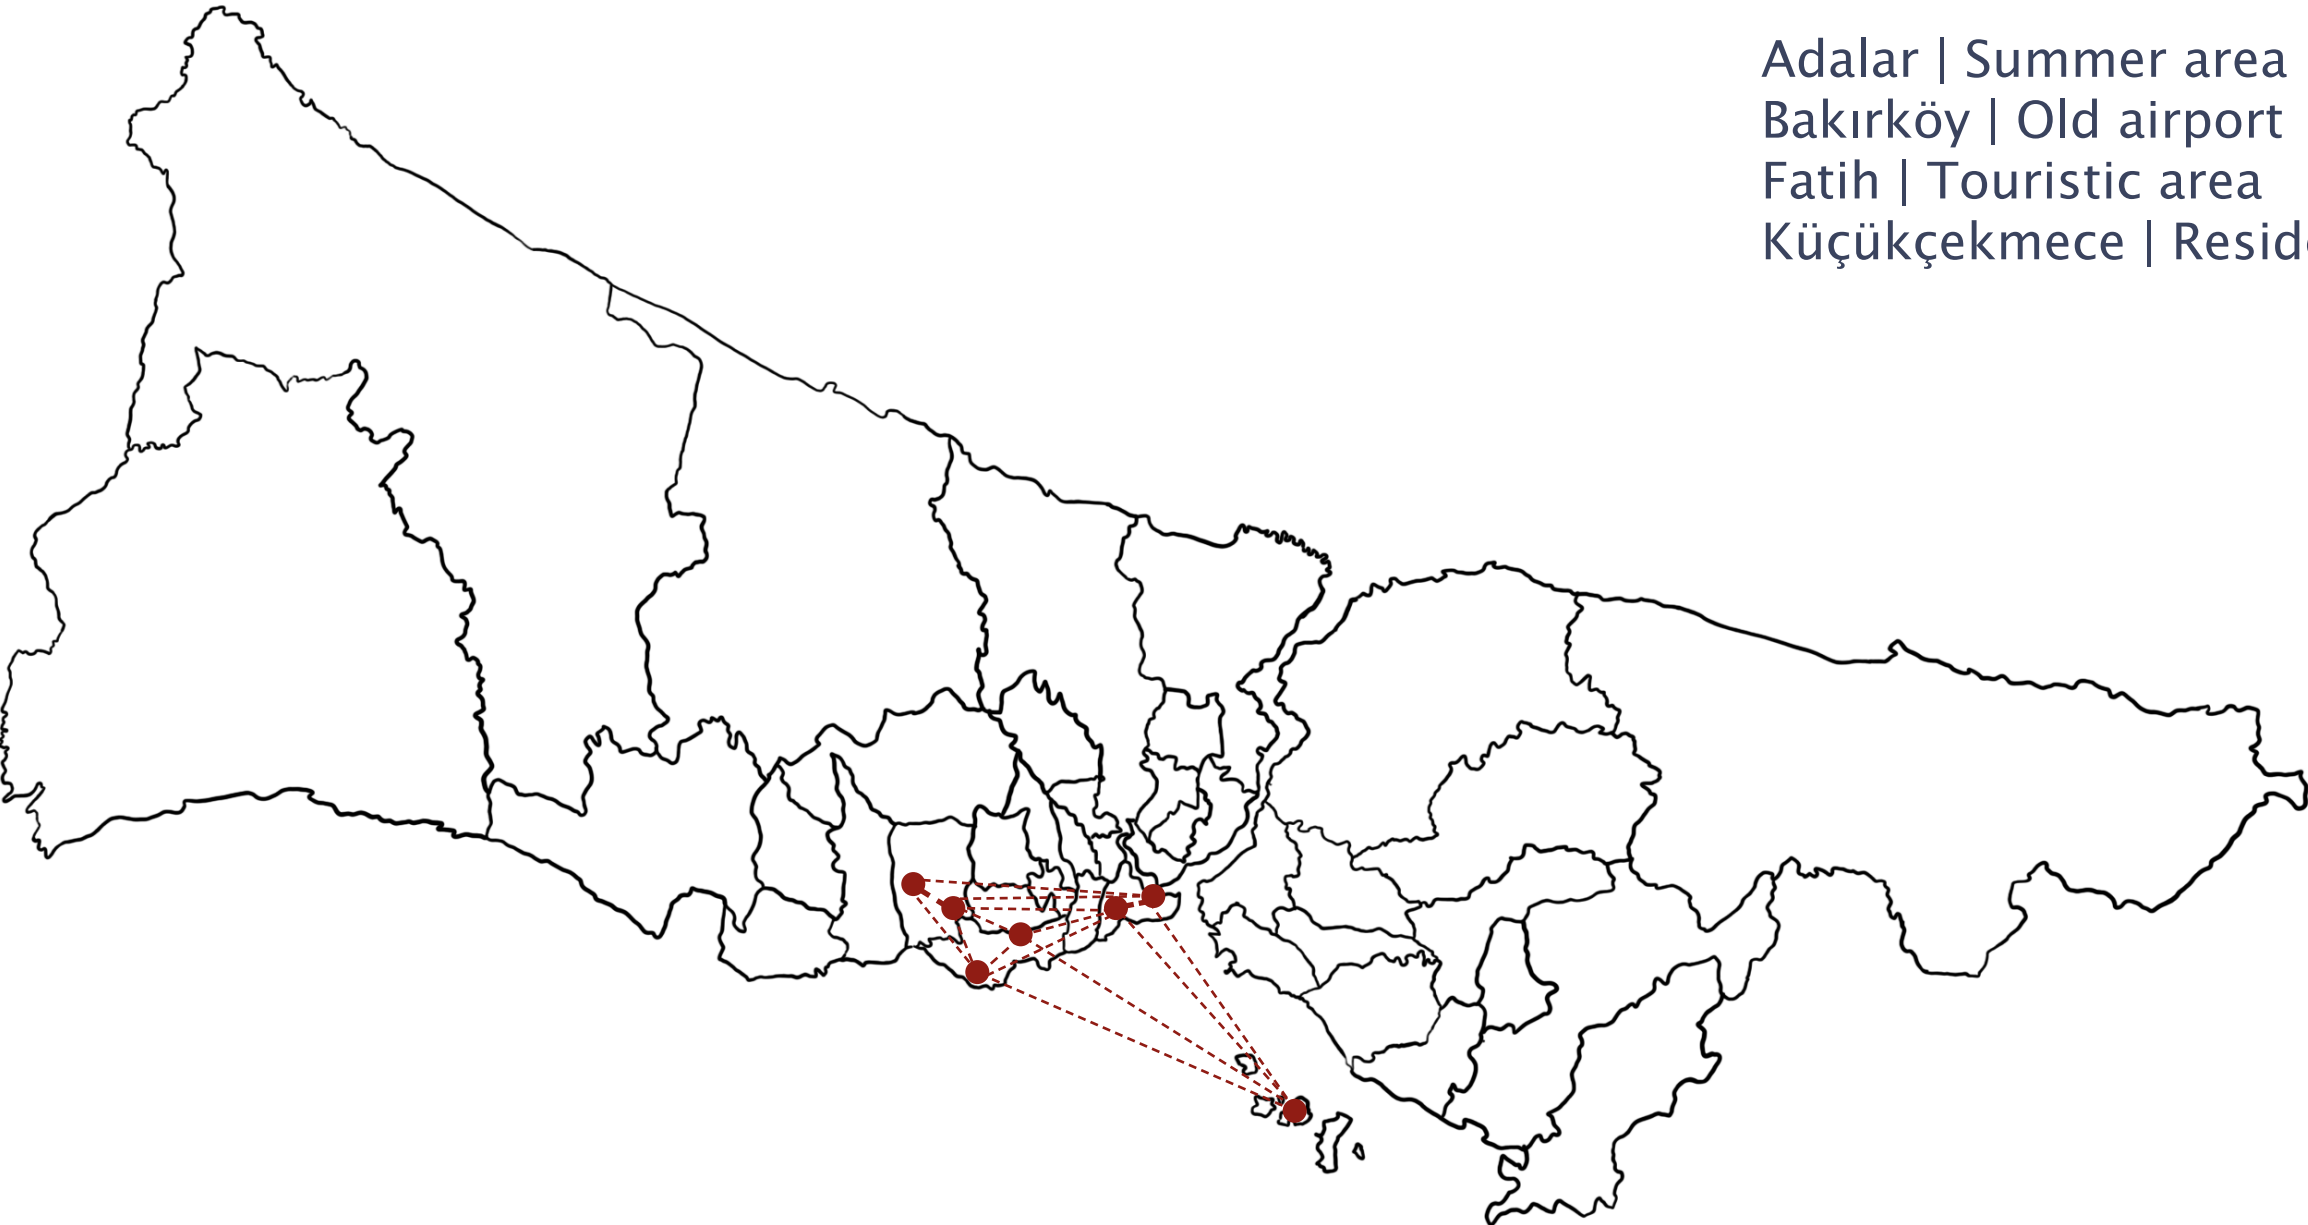 Adalar | Summer area
Bakırköy | Old airport
Fatih | Touristic area
Küçükçekmece |